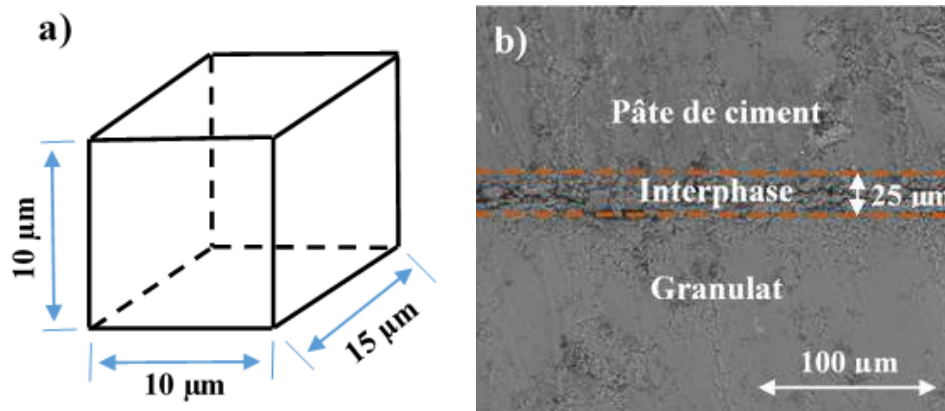 a)
10 µm
10 µm
15 µm
b)
Pâte de ciment
Interphase
25 µm
Granulat
100 µm